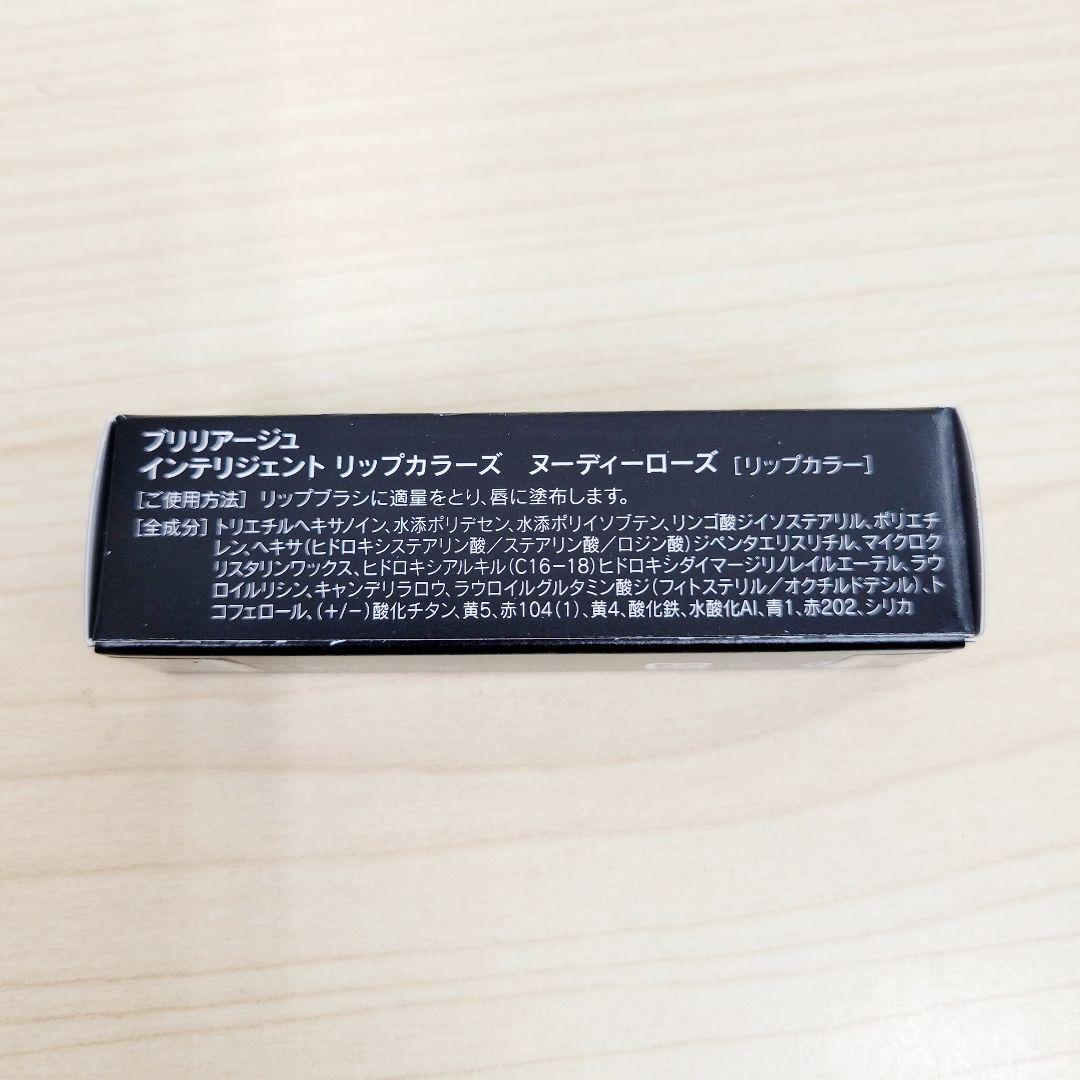 ブリリアージュ
インテリジェント リップカラーズ　ヌーディーローズ ［リップカラー］
［ご使用方法］リップブラシに適量をとり、唇に塗布します。
［全成分］トリエチルヘキサノイン、水添ポリデセン、水添ポリイソブテン、リンゴ酸ジイソステアリル、ポリエチ
レン、ヘキサ(ヒドロキシステアリン酸／ステアリン酸／ロジン酸)ジペンタエリスリチル、マイクロク
リスタリンワックス、ヒドロキシアルキル(C16-18)ヒドロキシダイマージリノレイルエーテル、ラウ
ロイルリシン、キャンデリラロウ、ラウロイルグルタミン酸ジ(フィトステリル／オクチルドデシル)、ト
コフェロール、(+/-)酸化チタン、黄5、赤104(1)、黄4、酸化鉄、水酸化Al、青1、赤202、シリカ